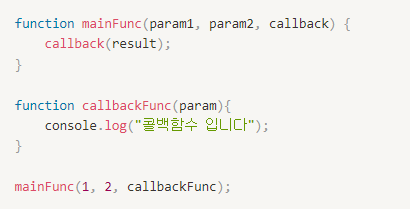 function mainFunc(param1, param2, callback) {
    callback(result);
}

function callbackFunc(param){
    console.log("콜백함수 입니다");
}

mainFunc(1, 2, callbackFunc);